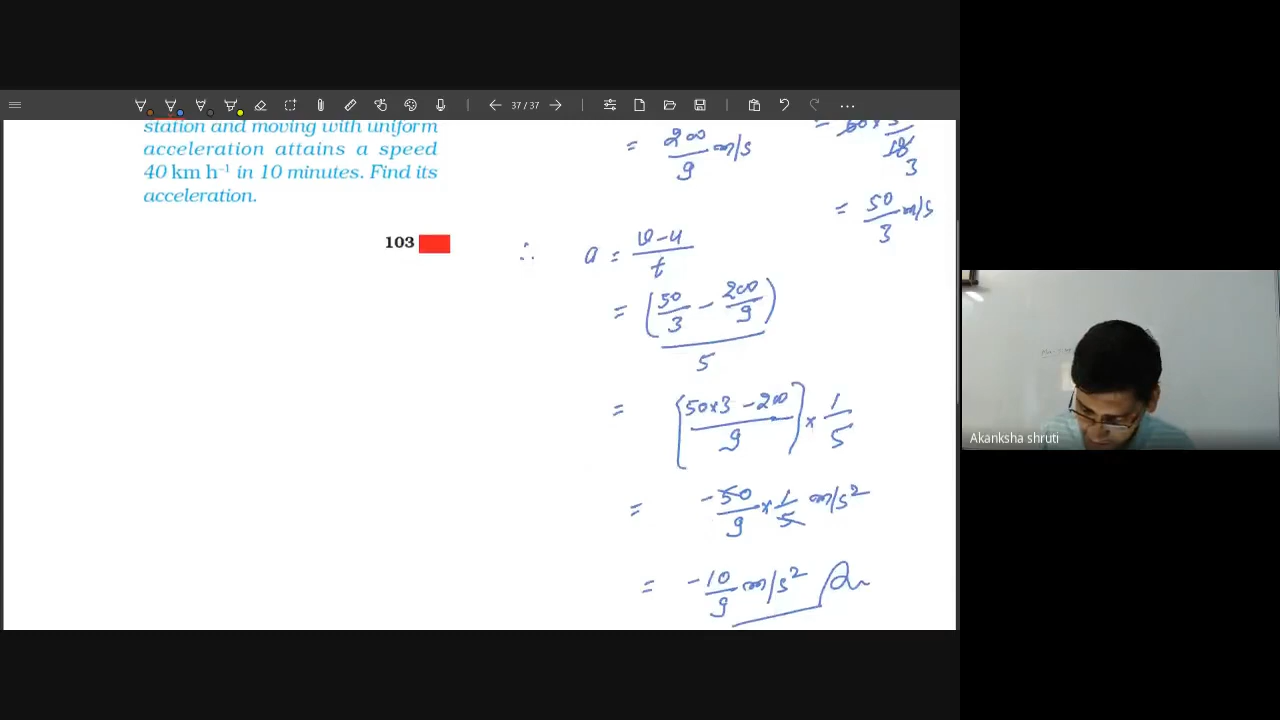 37/37
station and moving with uniform
acceleration attains a speed
40 km h⁻¹ in 10 minutes. Find its
acceleration.
103
= 200/9 m/s
18
3
= 50/3 m/s
∴ a = v-u/t
= (50/3 - 200/9)/5
= [50×3 - 200/9] × 1/5
= -50/9 × 1/5 m/s²
= -10/9 m/s²
Akanksha shruti